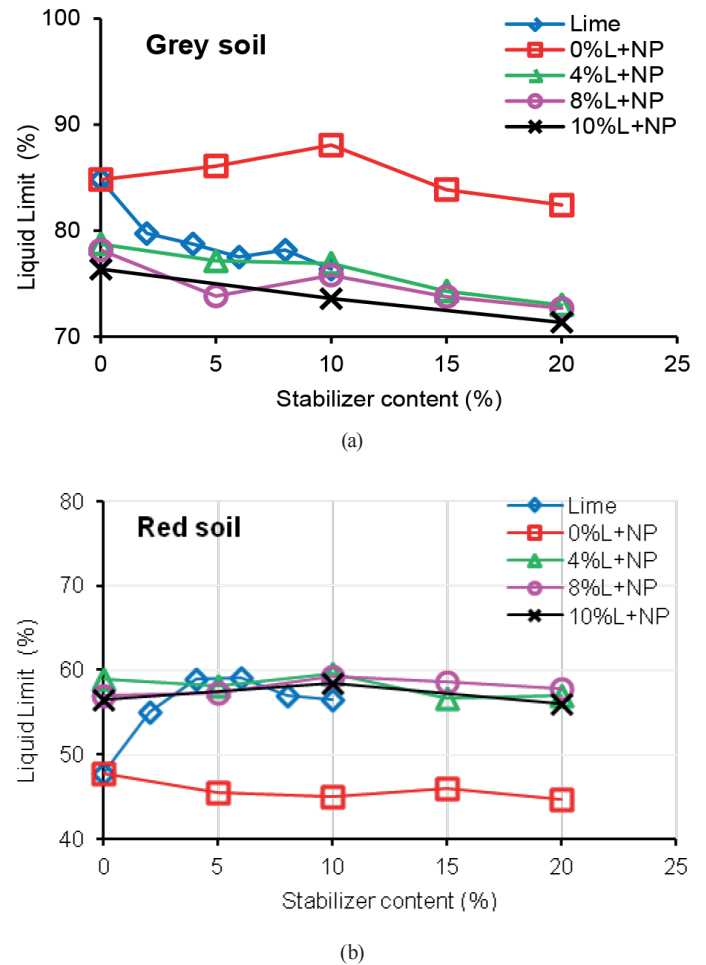 100
90
80
70
Liquid Limit (%)
Grey soil
Lime
0%L+NP
4%L+NP
8%L+NP
10%L+NP
0 5 10 15 20 25
Stabilizer content (%)
(a)
80
70
60
50
40
Liquid Limit (%)
Red soil
Lime
0%L+NP
4%L+NP
8%L+NP
10%L+NP
0 5 10 15 20 25
Stabilizer content (%)
(b)